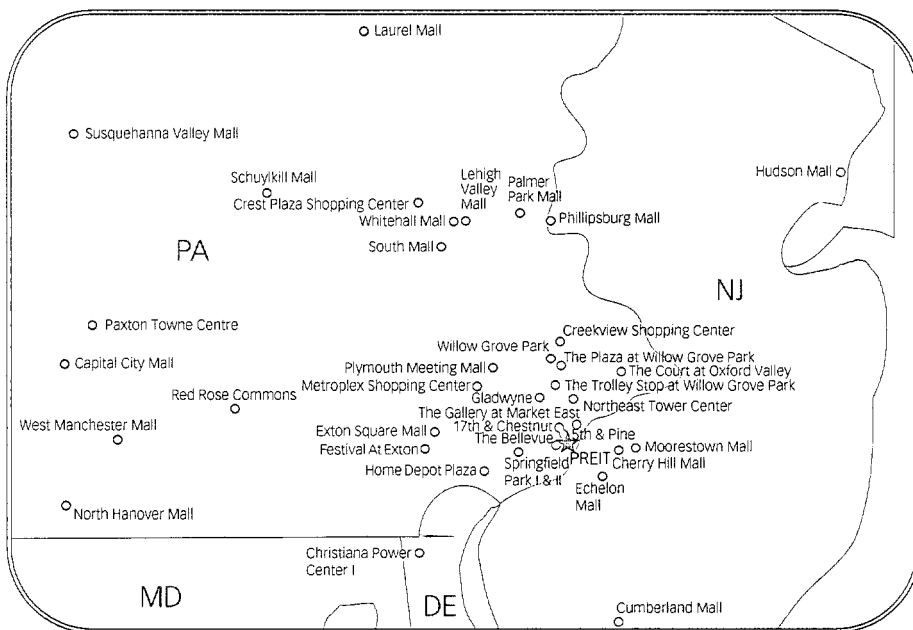 Laurel Mall
Susquehanna Valley Mall
Hudson Mall
Schuylkill Mall
Lehigh
Valley
Mall
Palmer
Park Mall
Crest Plaza Shopping Center
Whitehall Mall
Phillipsburg Mall
South Mall
PA
NJ
Paxton Towne Centre
Creekview Shopping Center
Willow Grove Park
The Plaza at Willow Grove Park
Capital City Mall
Plymouth Meeting Mall
The Court at Oxford Valley
Metroplex Shopping Center
The Trolley Stop at Willow Grove Park
Red Rose Commons
Gladwyne
Northeast Tower Center
The Gallery at Market East
West Manchester Mall
17th & Chestnut
Exton Square Mall
5th & Pine
The Bellevue
Moorestown Mall
Festival At Exton
PREIT
Cherry Hill Mall
Home Depot Plaza
Springfield
Park I & II
Echelon
Mall
North Hanover Mall
Christiana Power
Center I
MD
DE
Cumberland Mall